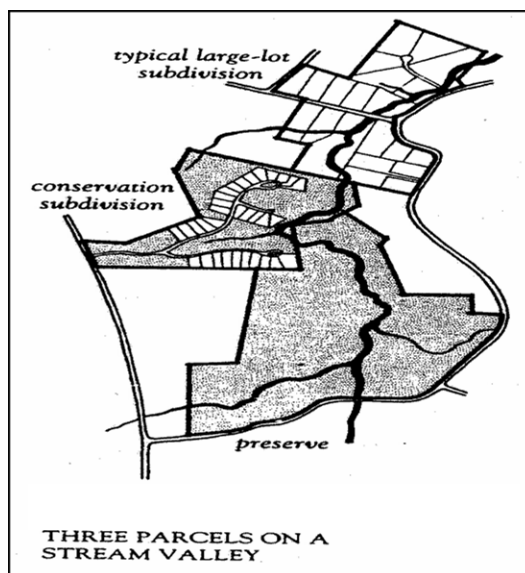 typical large-lot
subdivision
conservation
subdivision
preserve
THREE PARCELS ON A
STREAM VALLEY